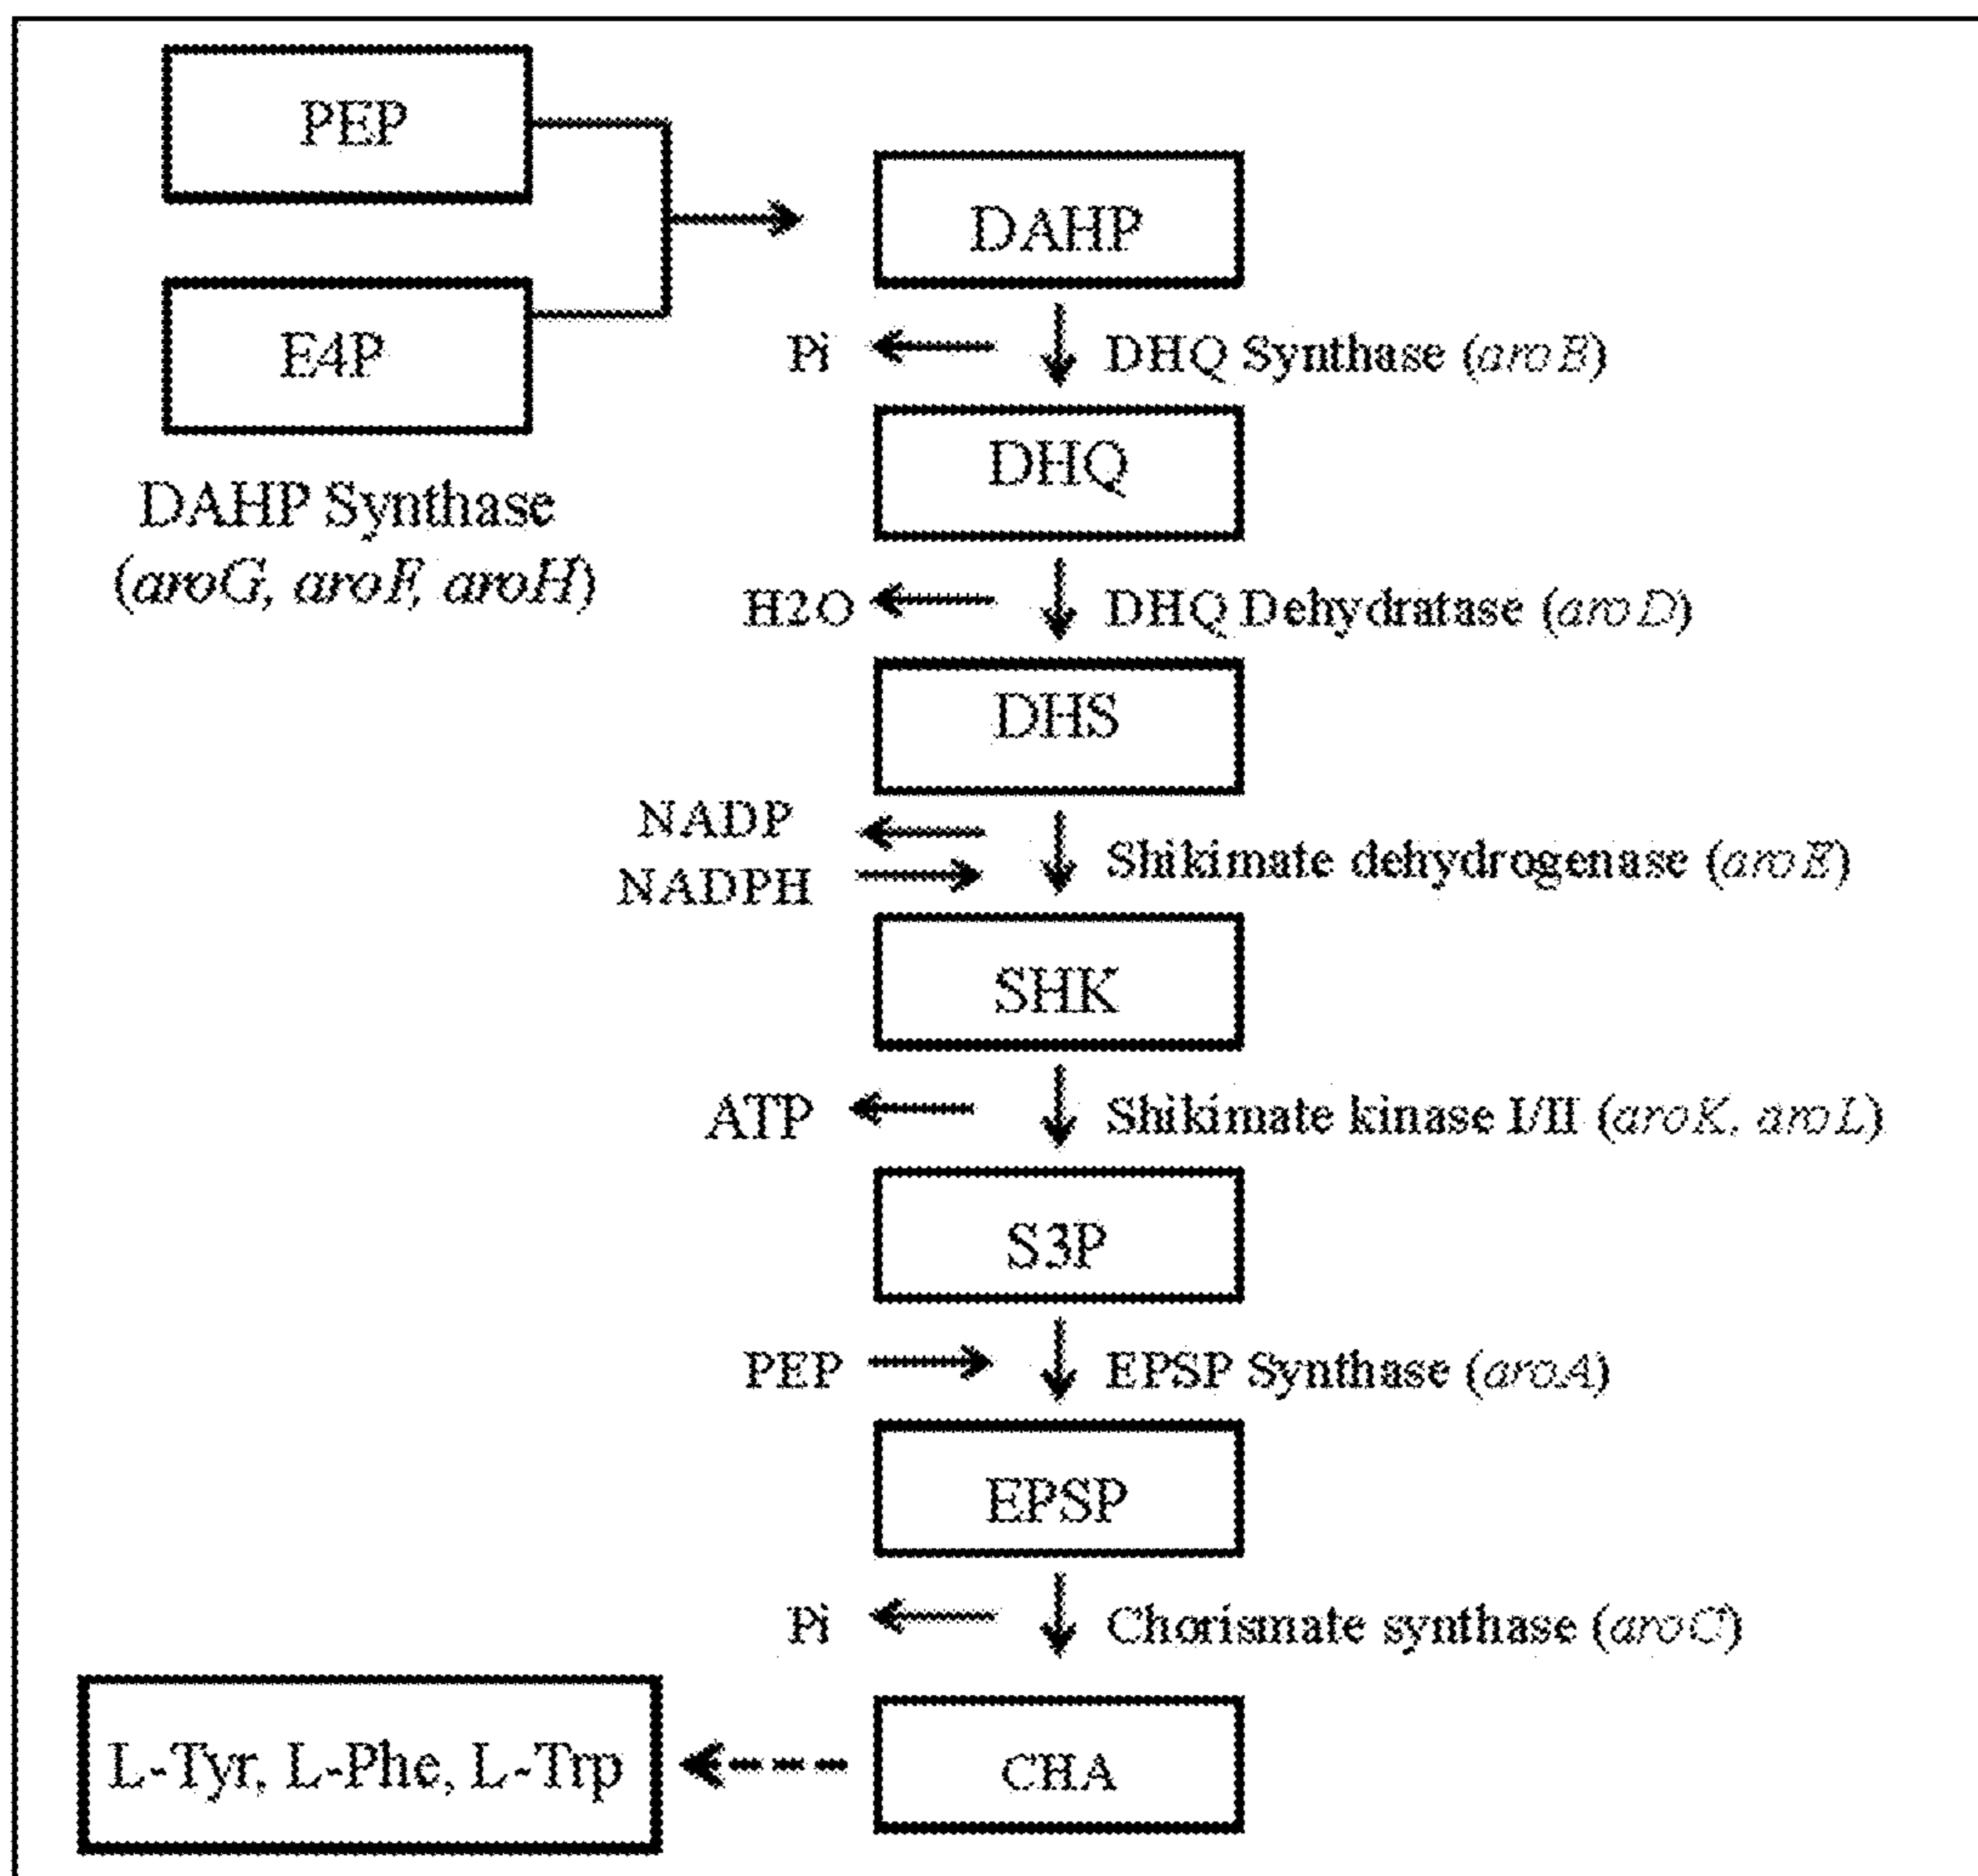 PEP
E4P
DAHP Synthase
(aroG, aroF, aroH)
DAHP
Pi
DHQ Synthase (aroB)
DHQ
H2O
DHQ Dehydratase (aroD)
DHS
NADP
NADPH
Shikimate dehydrogenase (aroE)
SHK
ATP
Shikimate kinase I/II (aroK, aroL)
S3P
PEP
EPSP Synthase (aroA)
EPSP
Pi
Chorismate synthase (aroC)
L-Tyr, L-Phe, L-Trp
CHA